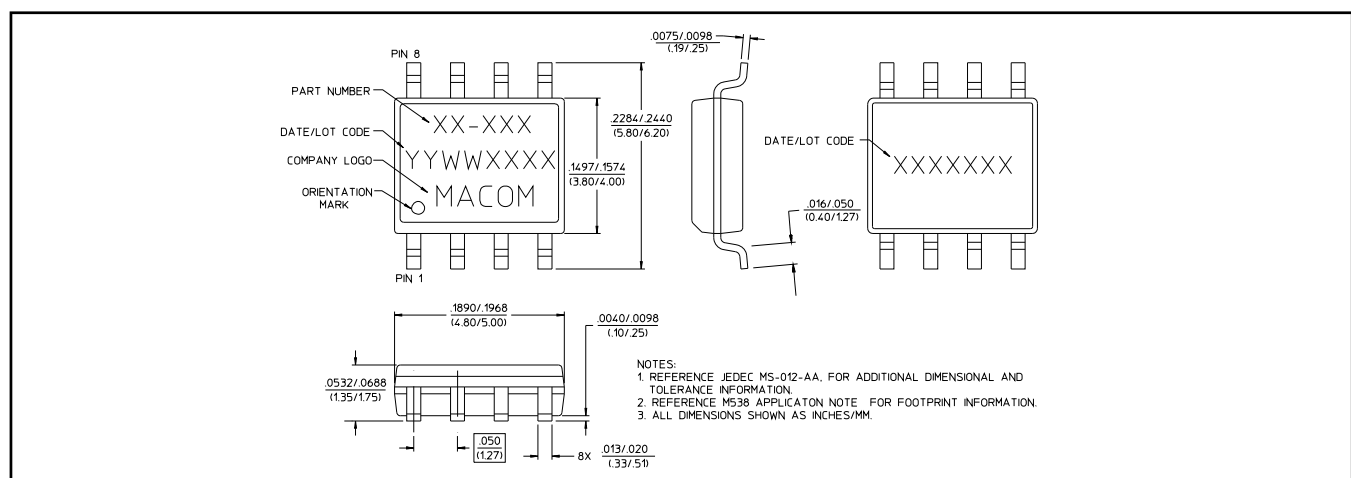 PIN 8
PART NUMBER
XX-XXX
DATE/LOT CODE
YYWWXXXX
COMPANY LOGO
MACOM
ORIENTATION
MARK
PIN 1
.2284/.2440
(5.80/6.20)
.1497/.1574
(3.80/4.00)
.0075/.0098
(.19/.25)
.016/.050
(0.40/1.27)
DATE/LOT CODE
XXXXXXX
.1890/.1968
(4.80/5.00)
.0040/.0098
(.10/.25)
.0532/.0688
(1.35/1.75)
.050
(1.27)
8X .013/.020
(.33/.51)
NOTES:
1. REFERENCE JEDEC MS-012-AA, FOR ADDITIONAL DIMENSIONAL AND
TOLERANCE INFORMATION.
2. REFERENCE M538 APPLICATON NOTE FOR FOOTPRINT INFORMATION.
3. ALL DIMENSIONS SHOWN AS INCHES/MM.